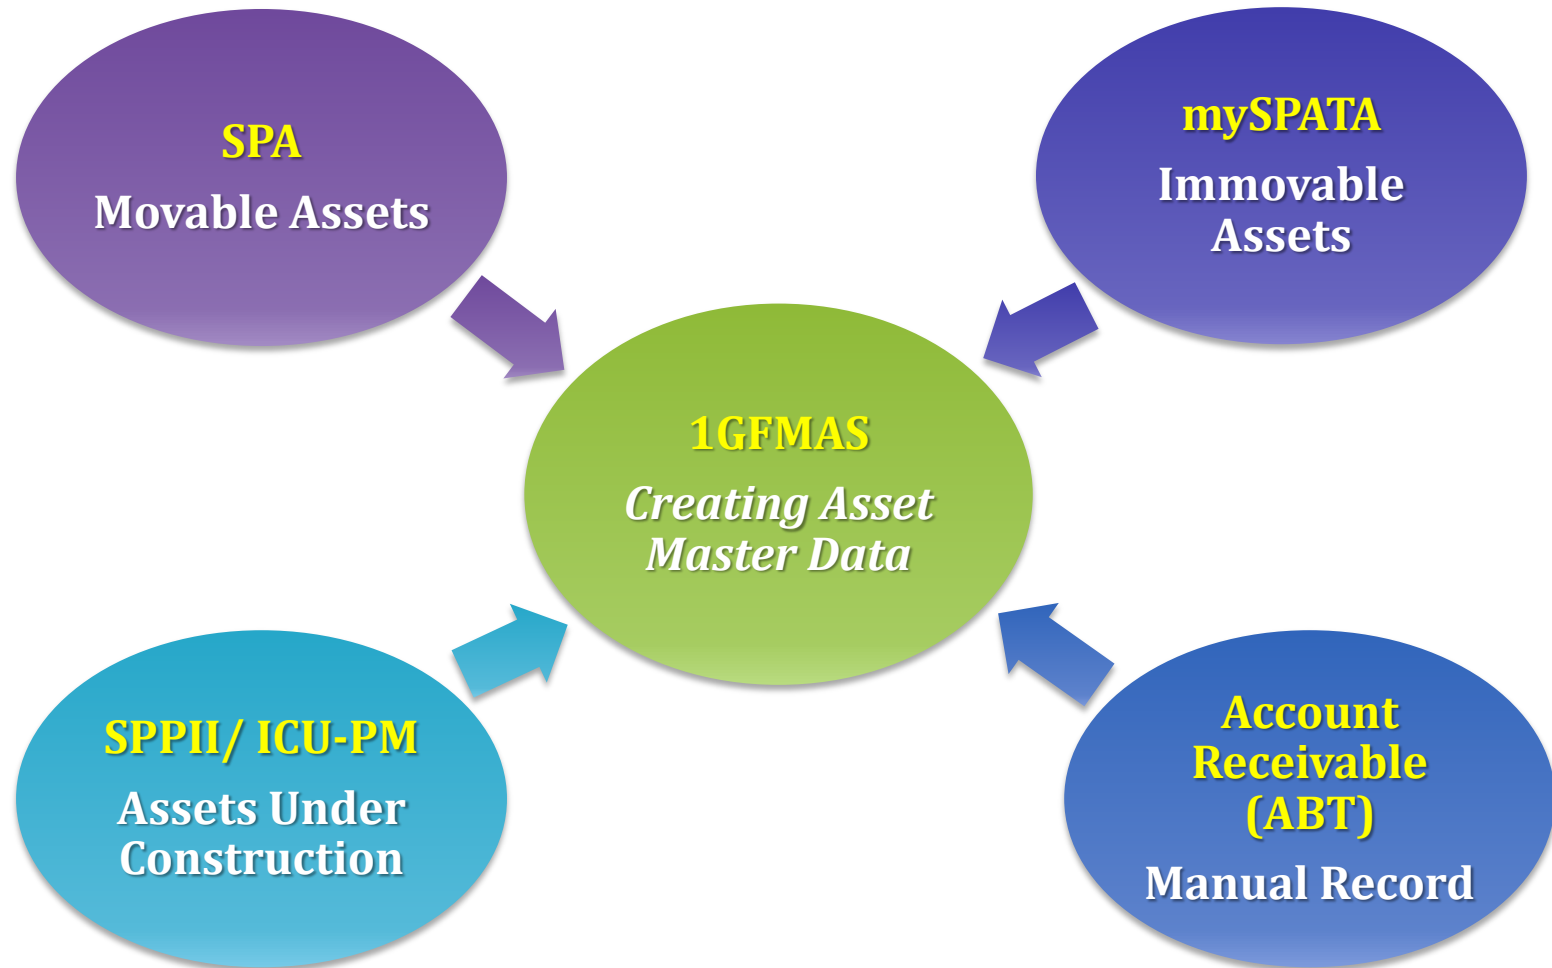 SPA
Movable Assets
mySPATA
Immovable
Assets
1GFMAS
Creating Asset
Master Data
SPPII/ ICU-PM
Assets Under
Construction
Account
Receivable
(ABT)
Manual Record